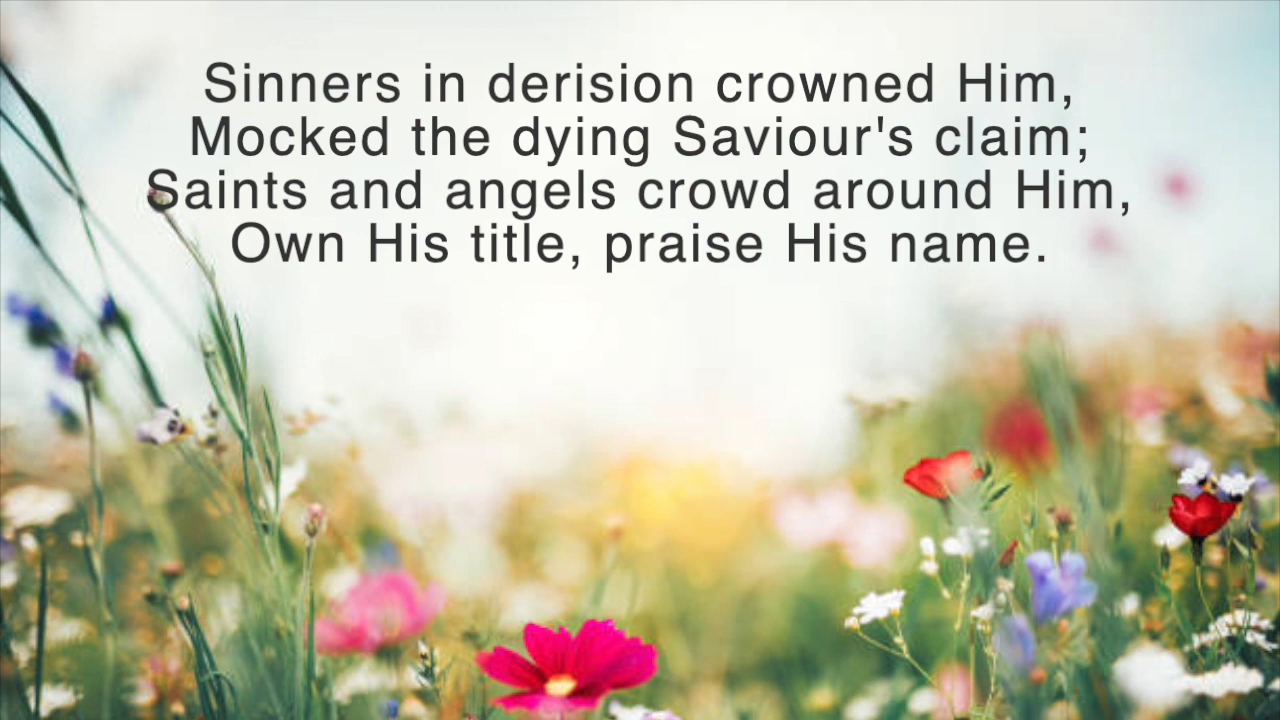 Sinners in derision crowned Him,
Mocked the dying Saviour's claim;
Saints and angels crowd around Him,
Own His title, praise His name.